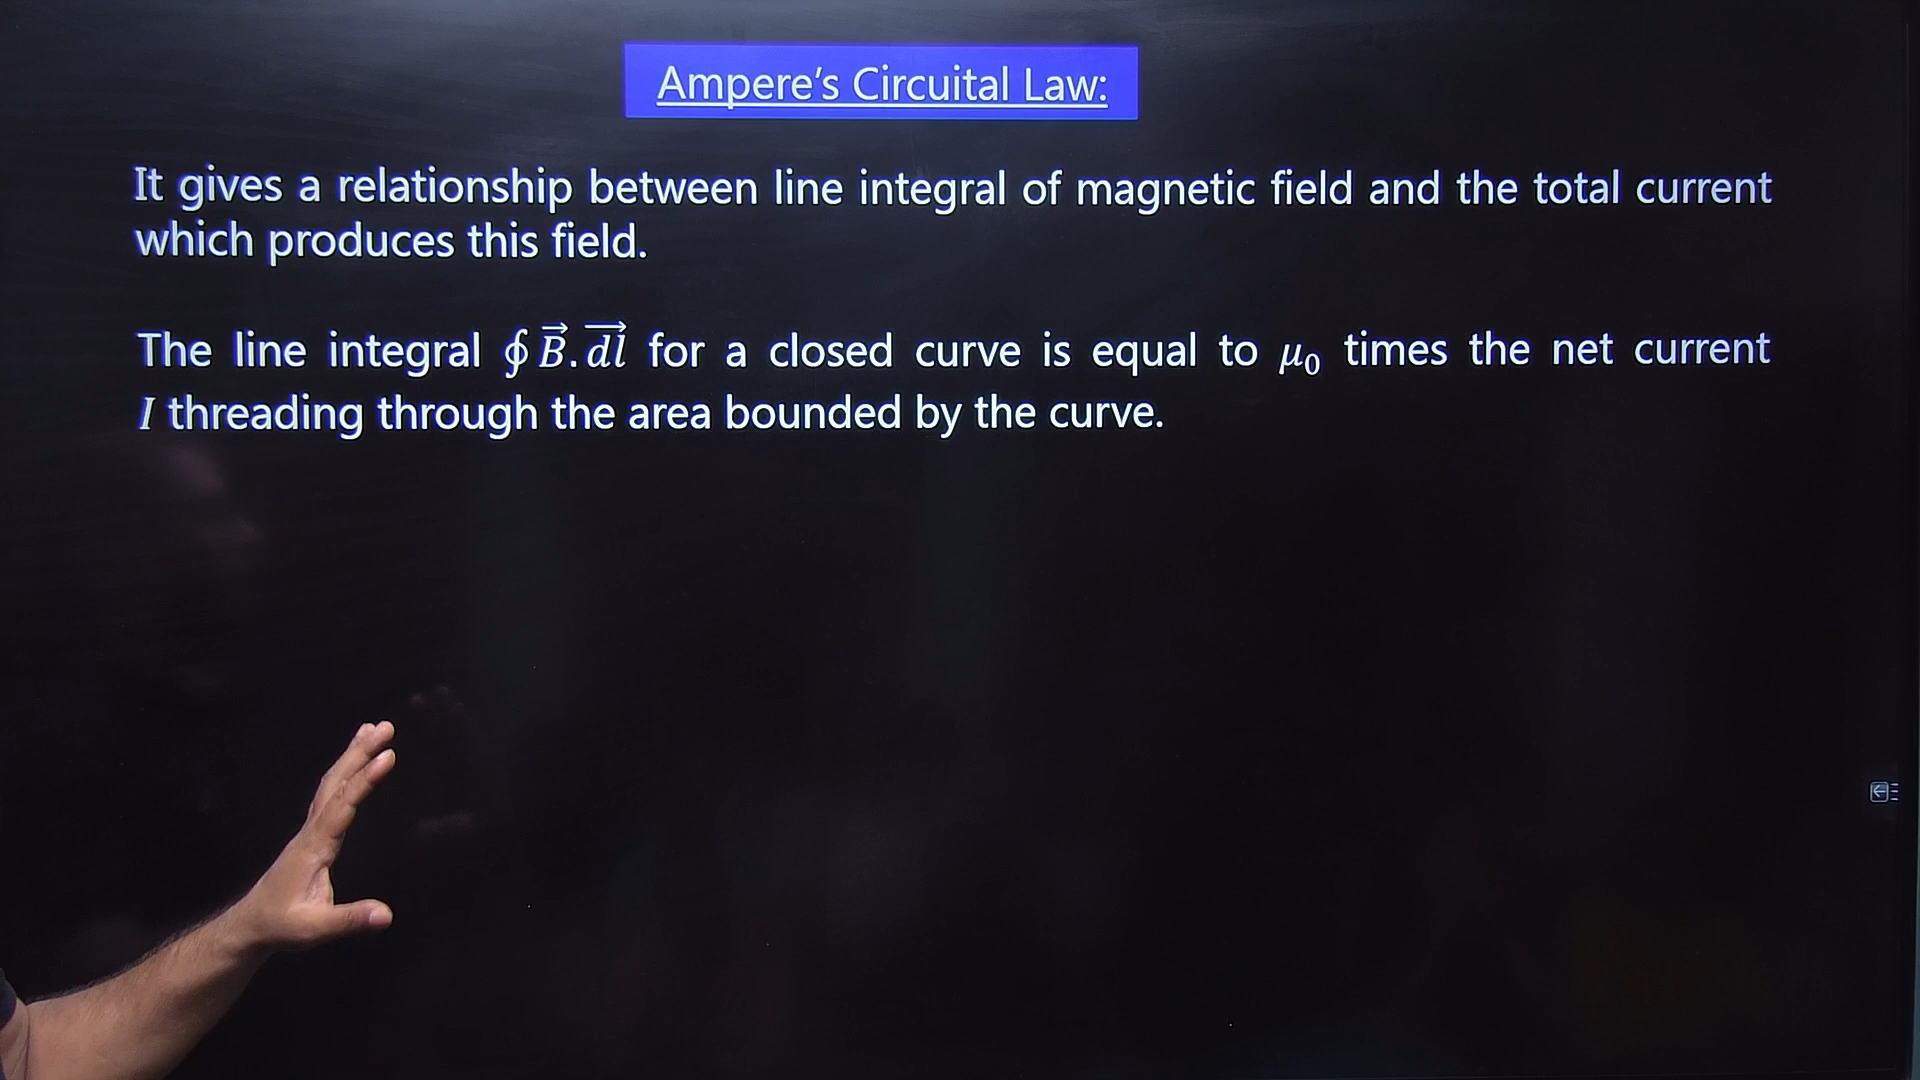 Ampere’s Circuital Law:
It gives a relationship between line integral of magnetic field and the total current
which produces this field.
The line integral ∮ B⃗. d⃗l for a closed curve is equal to μ₀ times the net current
I threading through the area bounded by the curve.